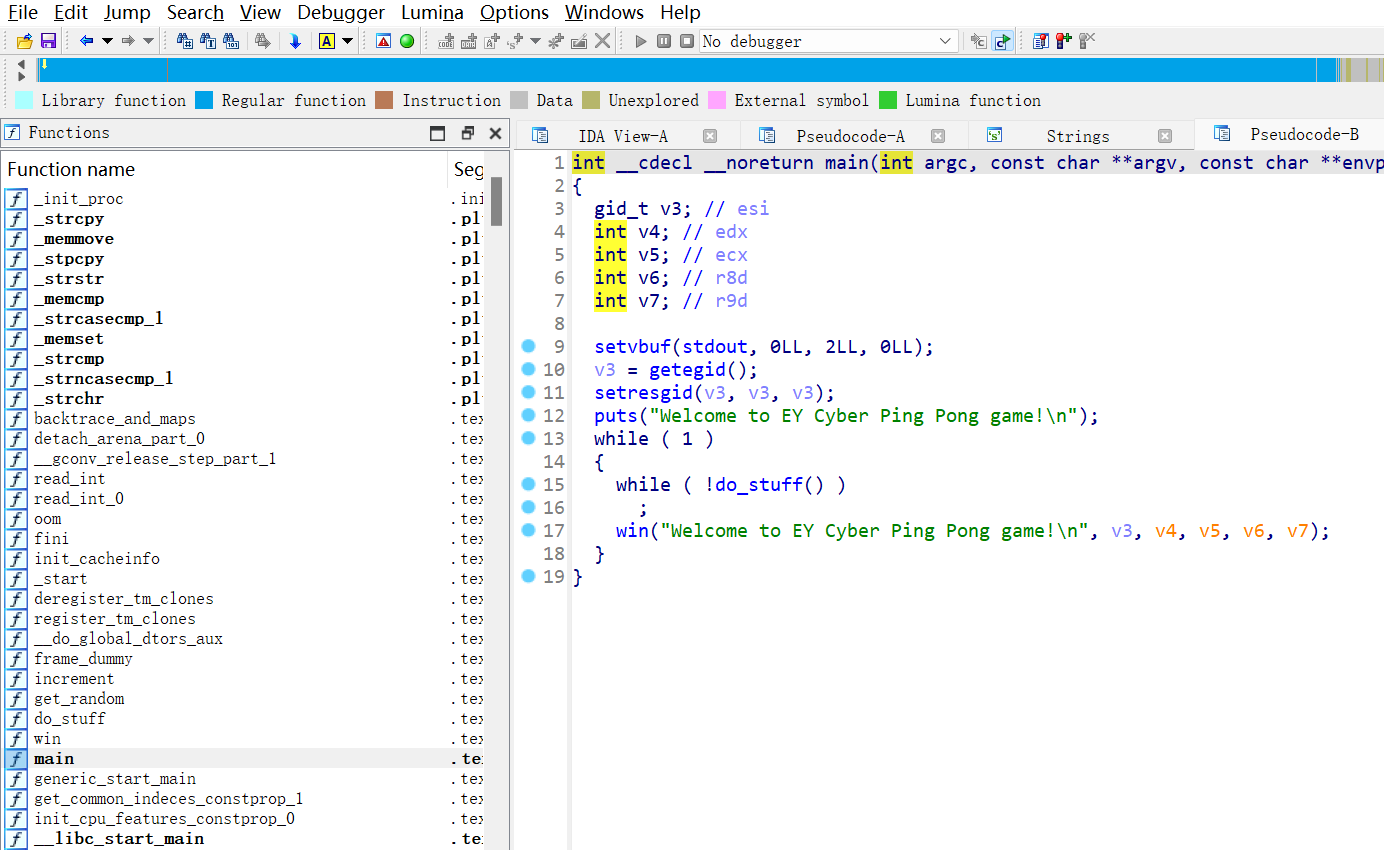 File Edit Jump Search View Debugger Lumina Options Windows Help
No debugger
Library function Regular function Instruction Data Unexplored External symbol Lumina function
Functions
IDA View-A Pseudocode-A Strings Pseudocode-B
Function name Seg
_init_proc .ini
_strcpy .pl
_memmove .pl
_stpcpy .pl
_strstr .pl
_memcmp .pl
_strcasecmp_l .pl
_memset .pl
_strcmp .pl
_strncasecmp_l .pl
_strchr .pl
backtrace_and_maps .tex
detach_arena_part_0 .tex
__gconv_release_step_part_1 .tex
read_int .tex
read_int_0 .tex
oom .tex
fini .tex
init_cacheinfo .tex
_start .tex
deregister_tm_clones .tex
register_tm_clones .tex
__do_global_dtors_aux .tex
frame_dummy .tex
increment .tex
get_random .tex
do_stuff .tex
win .tex
main .te
generic_start_main .tex
get_common_indeces_constprop_1 .tex
init_cpu_features_constprop_0 .tex
__libc_start_main .te
1 int __cdecl __noreturn main(int argc, const char **argv, const char **envp
2 {
3 gid_t v3; // esi
4 int v4; // edx
5 int v5; // ecx
6 int v6; // r8d
7 int v7; // r9d
8
9 setvbuf(stdout, 0LL, 2LL, 0LL);
10 v3 = getegid();
11 setresgid(v3, v3, v3);
12 puts("Welcome to EY Cyber Ping Pong game!\n");
13 while ( 1 )
14 {
15 while ( !do_stuff() )
16 ;
17 win("Welcome to EY Cyber Ping Pong game!\n", v3, v4, v5, v6, v7);
18 }
19 }